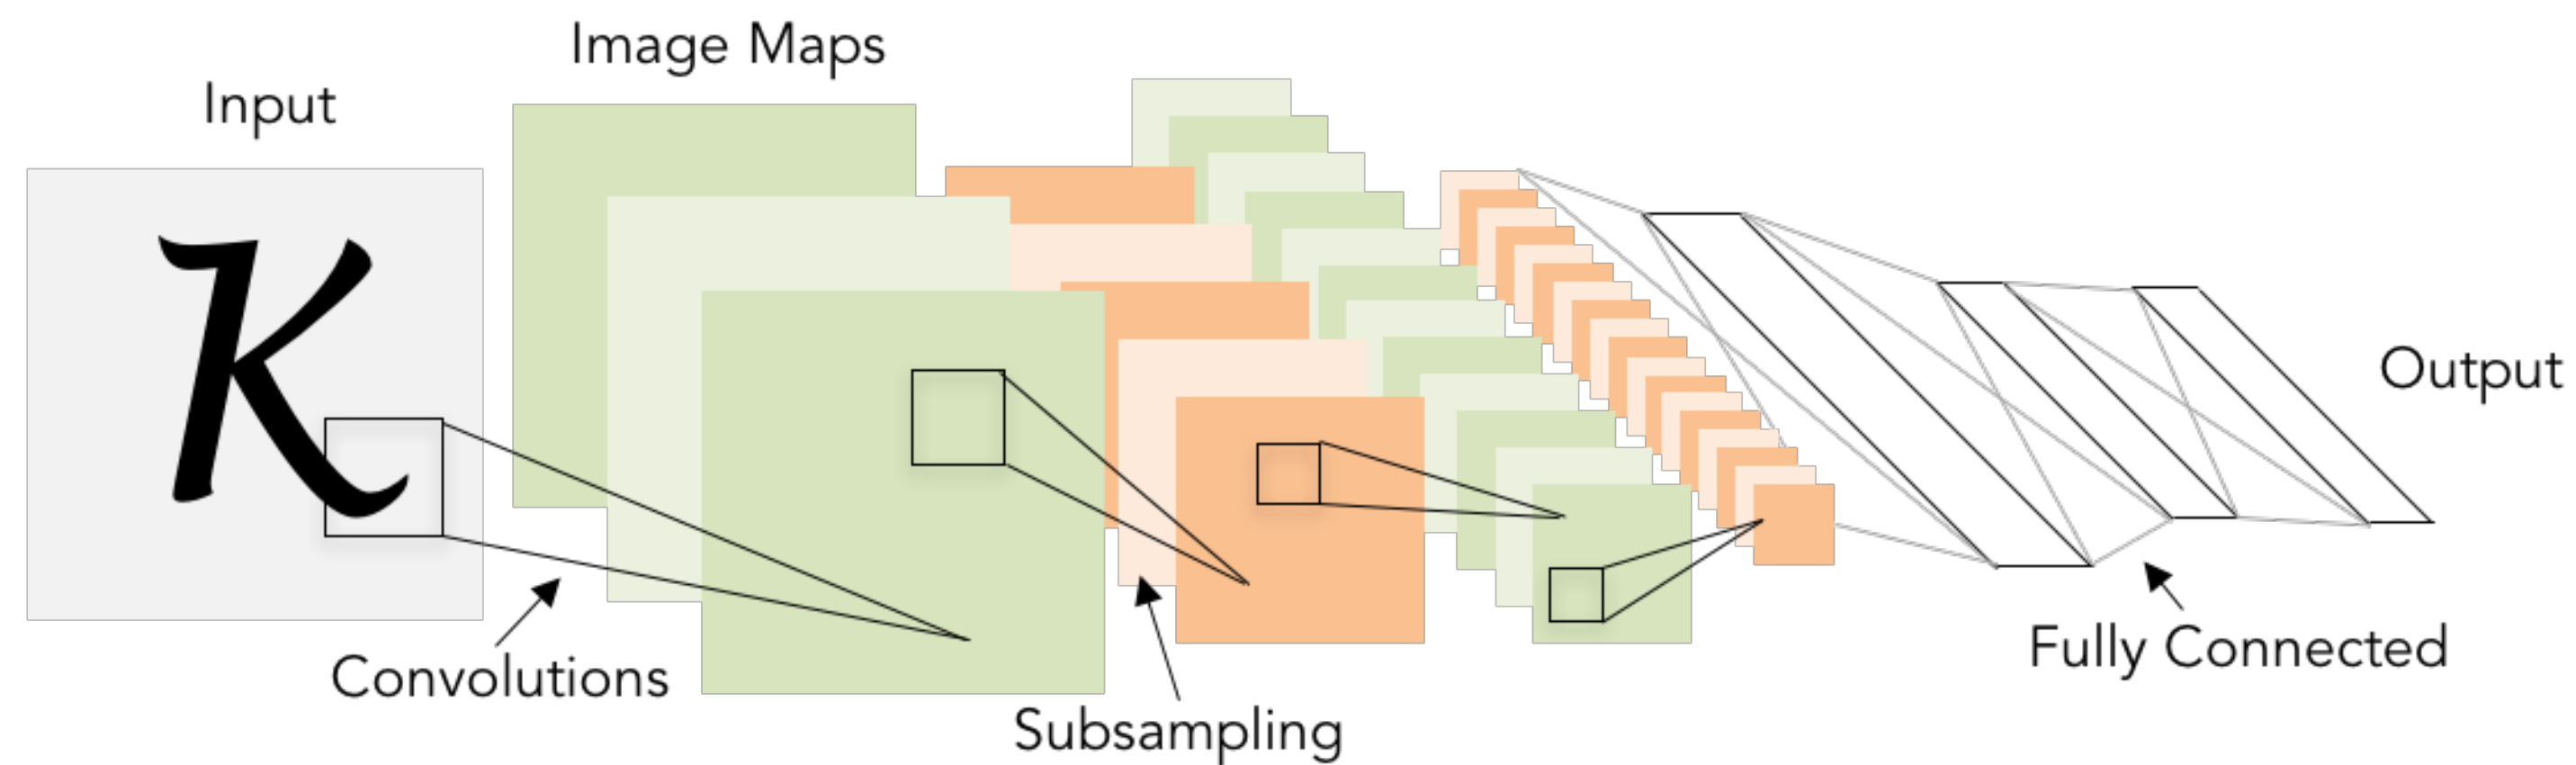 Input
Image Maps
K
Convolutions
Subsampling
Fully Connected
Output